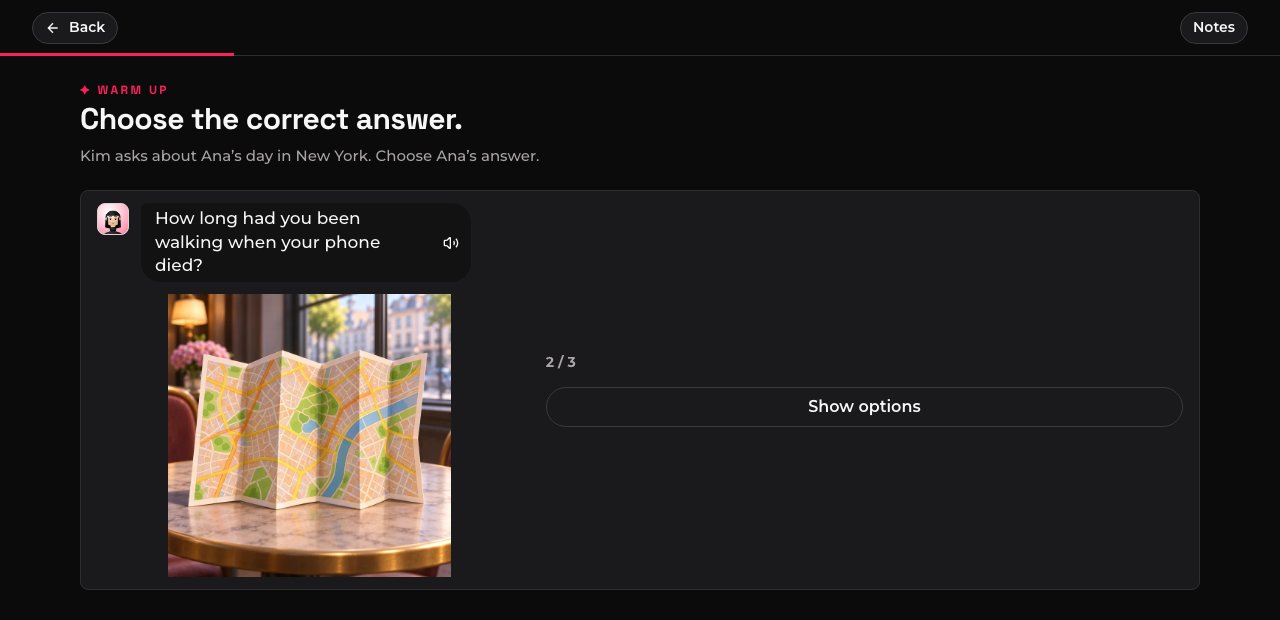 Back
Notes
WARM UP
Choose the correct answer.
Kim asks about Ana’s day in New York. Choose Ana’s answer.
How long had you been
walking when your phone
died?
2 / 3
Show options